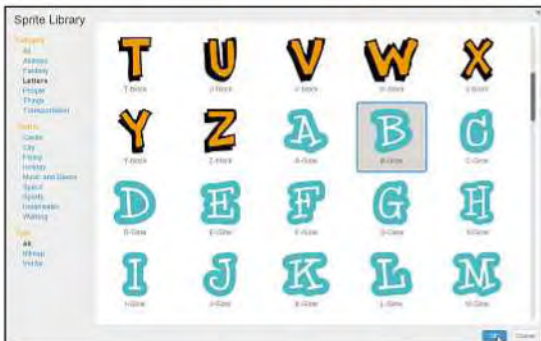 Sprite Library
Category
All
Animals
Fantasy
Letters
People
Things
Transportation
Theme
Castle
City
Flying
Holiday
Music and Dance
Space
Sports
Underwater
Walking
Type
All
Bitmap
Vector
T U V W X
T-Block U-Block V-Block W-Block X-Block
Y Z A B C
Y-Block Z-Block A-Glow B-Glow C-Glow
D E F G H
D-Glow E-Glow F-Glow G-Glow H-Glow
I J K L M
I-Glow J-Glow K-Glow L-Glow M-Glow
OK Cancel